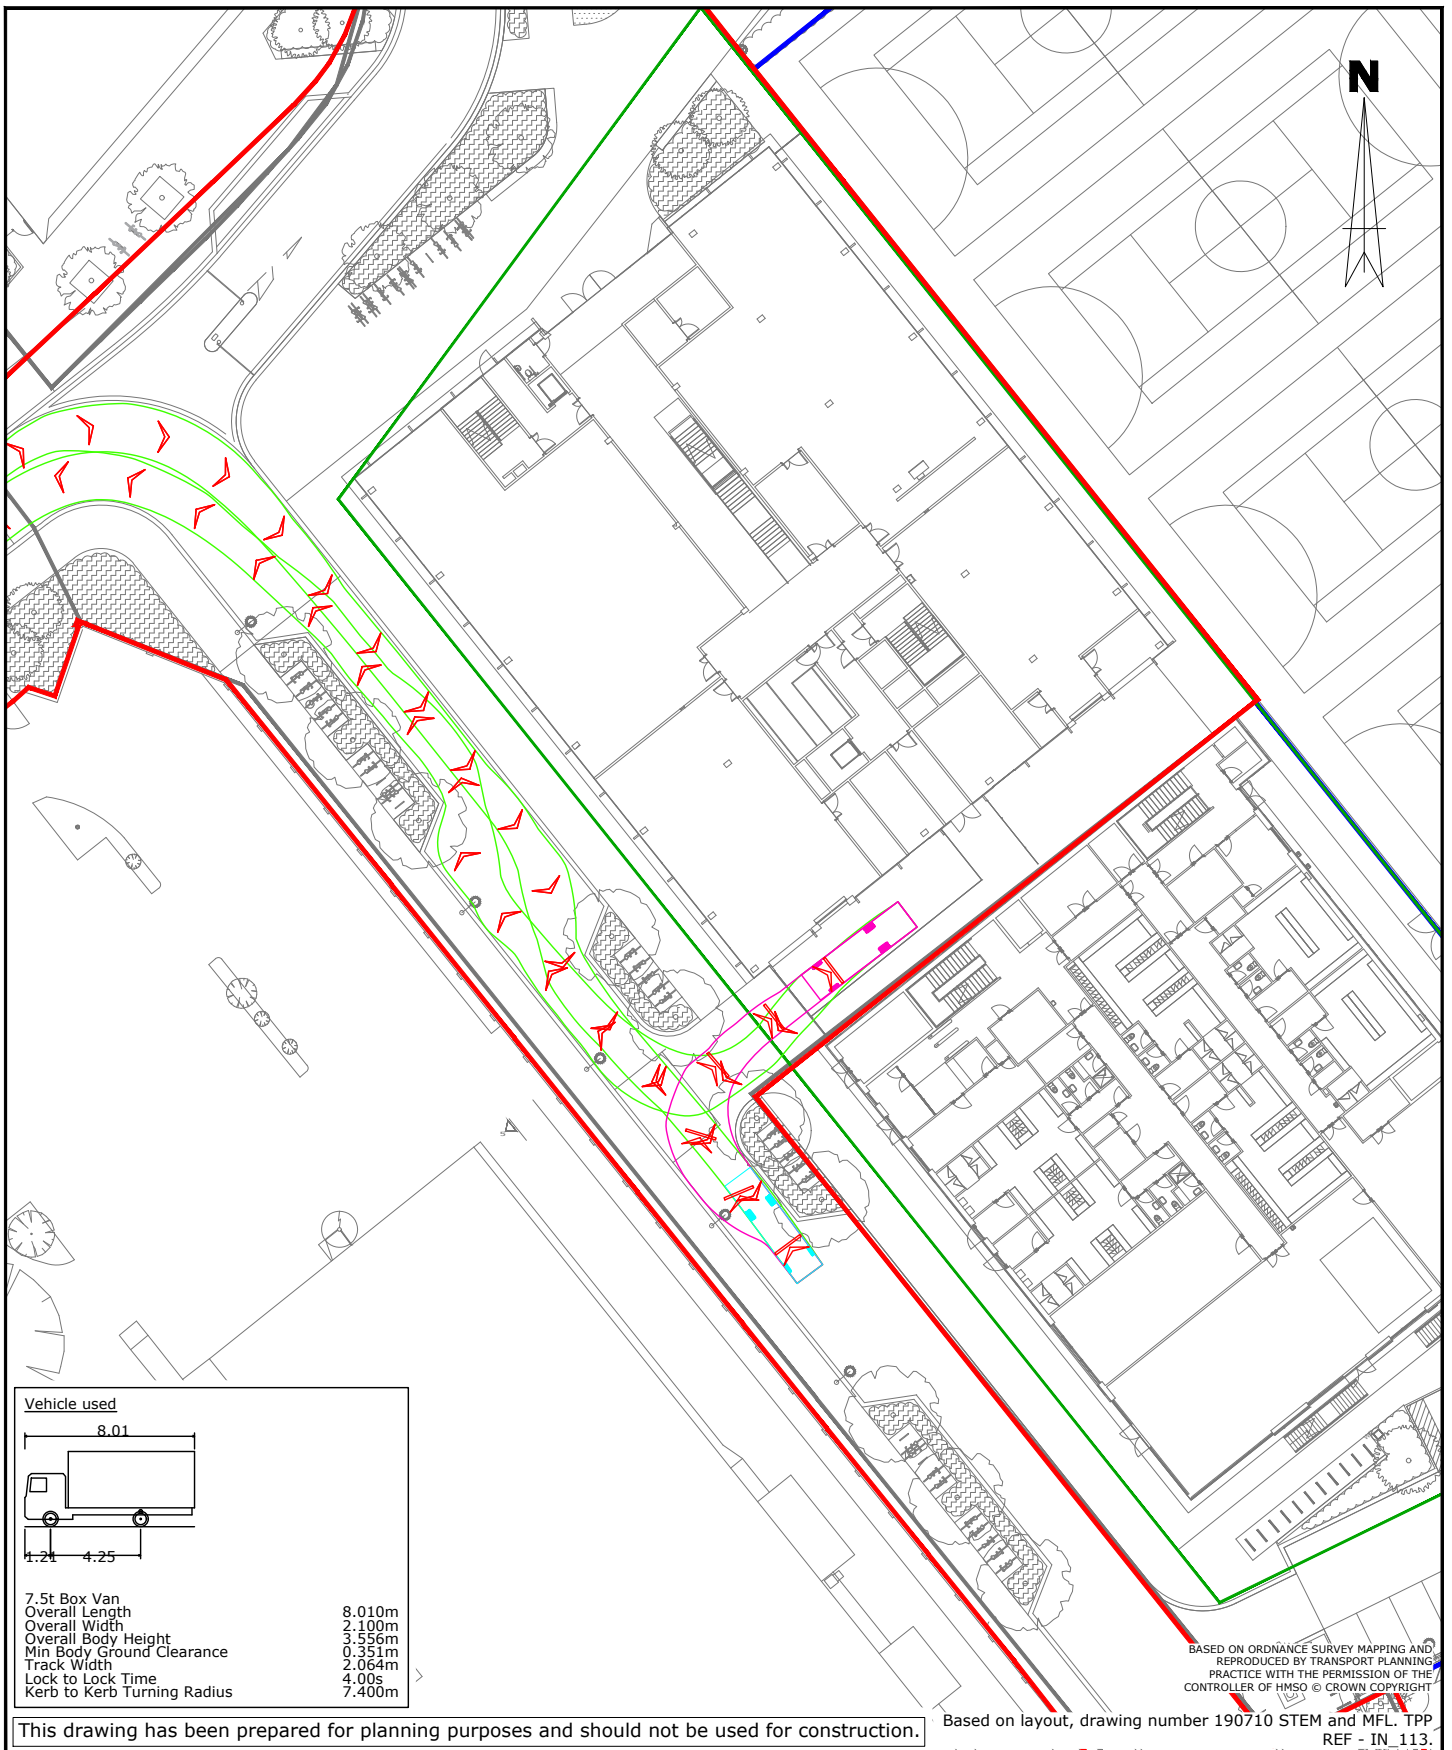 N
Vehicle used
8.01
1.21 4.25
7.5t Box Van
Overall Length 8.010m
Overall Width 2.100m
Overall Body Height 3.556m
Min Body Ground Clearance 0.351m
Track Width 2.064m
Lock to Lock Time 4.00s
Kerb to Kerb Turning Radius 7.400m
BASED ON ORDNANCE SURVEY MAPPING AND
REPRODUCED BY TRANSPORT PLANNING
PRACTICE WITH THE PERMISSION OF THE
CONTROLLER OF HMSO © CROWN COPYRIGHT
This drawing has been prepared for planning purposes and should not be used for construction.
Based on layout, drawing number 190710 STEM and MFL. TPP
REF - IN_113.